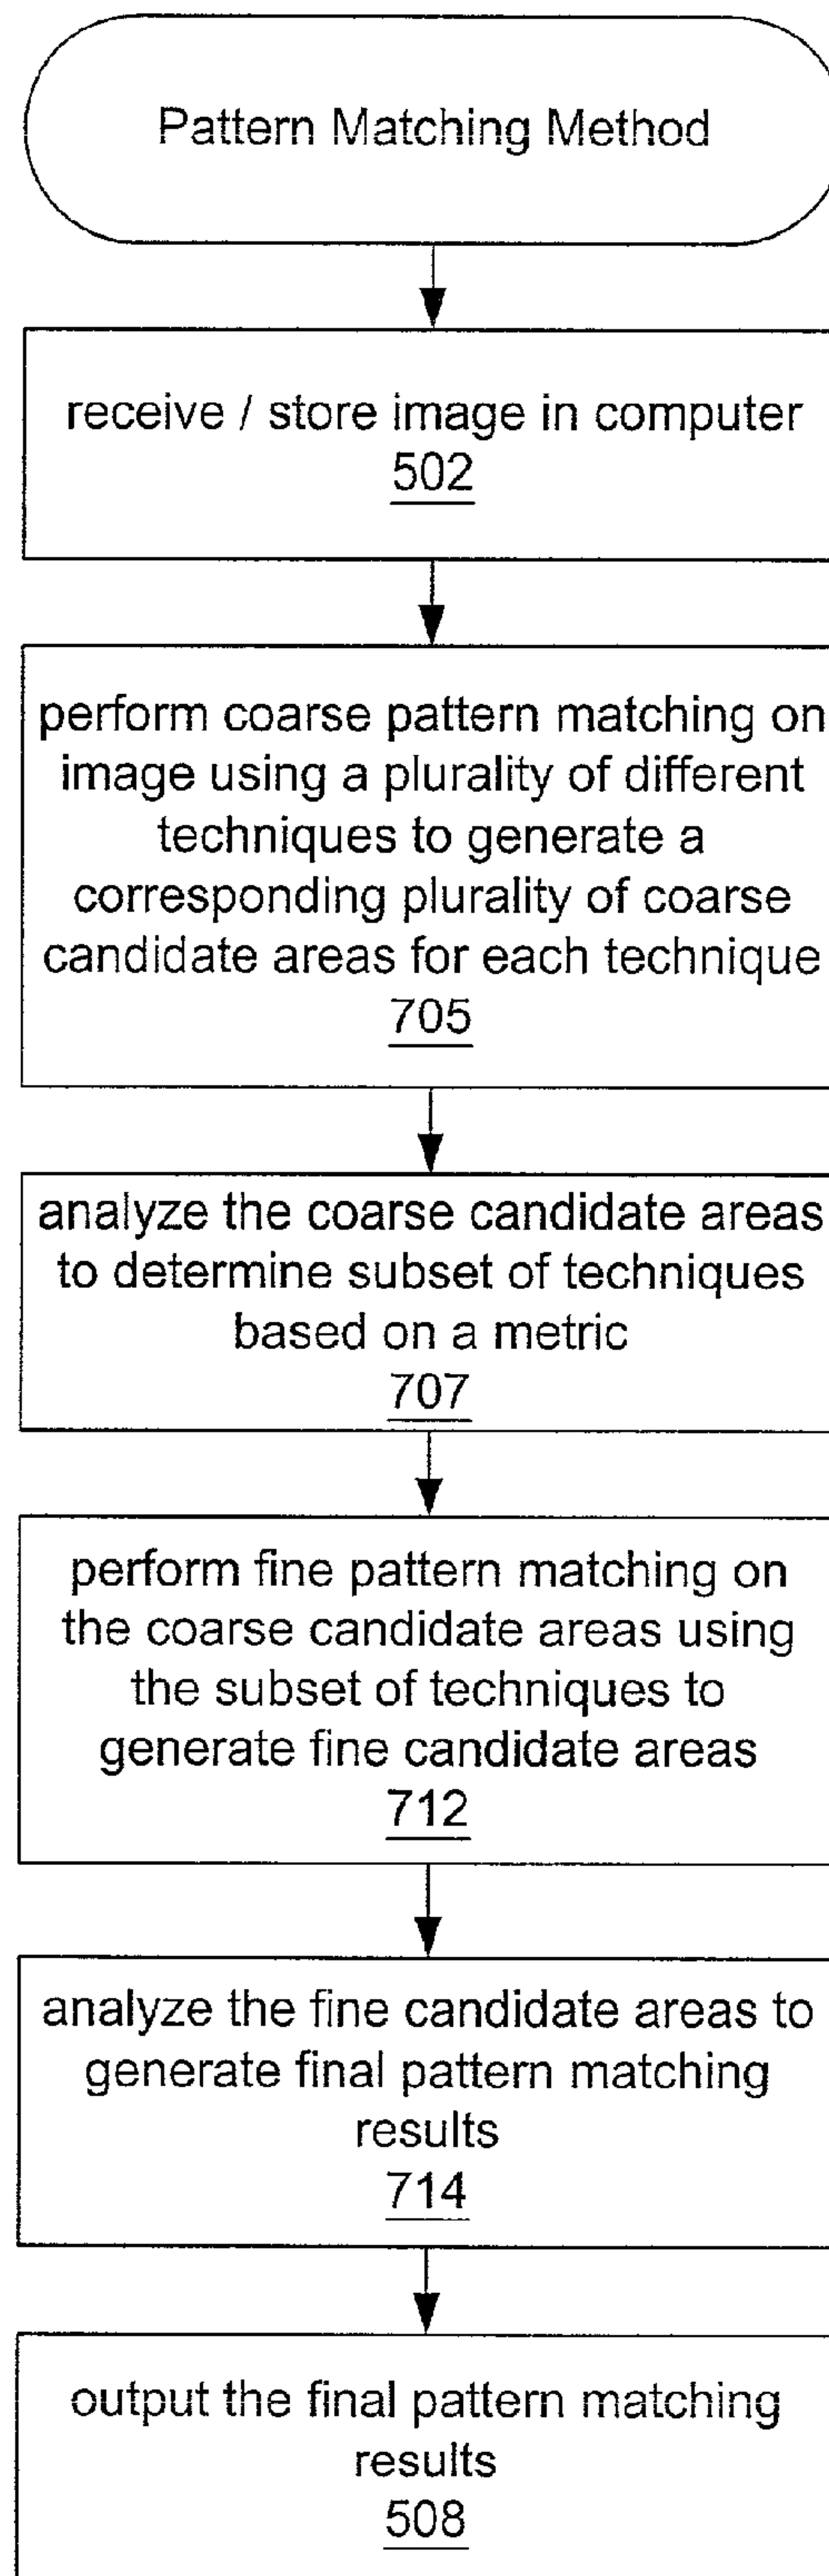 Pattern Matching Method
receive / store image in computer
502
perform coarse pattern matching on
image using a plurality of different
techniques to generate a
corresponding plurality of coarse
candidate areas for each technique
705
analyze the coarse candidate areas
to determine subset of techniques
based on a metric
707
perform fine pattern matching on
the coarse candidate areas using
the subset of techniques to
generate fine candidate areas
712
analyze the fine candidate areas to
generate final pattern matching
results
714
output the final pattern matching
results
508